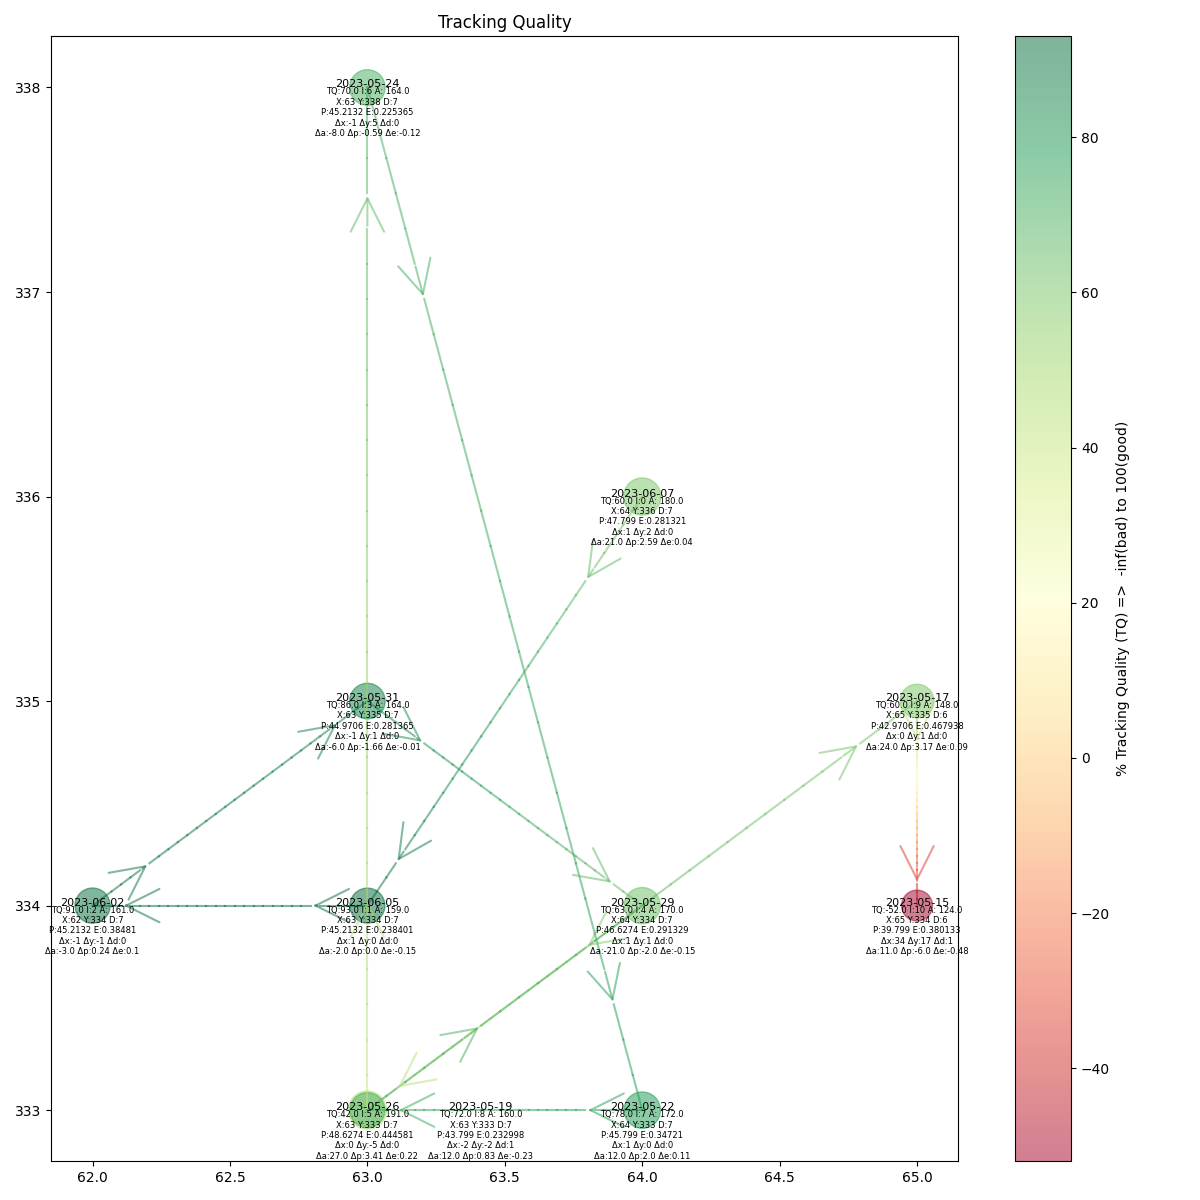 Tracking Quality
338
337
336
335
334
333
2023-05-24
TQ:70.0 I:6 A: 164.0
X:63 Y:338 D:7
P:45.2132 E:0.225365
Δx:-1 Δy:5 Δd:0
Δa:-8.0 Δp:-0.59 Δe:-0.12
2023-06-07
TQ:60.0 I:0 A: 180.0
X:64 Y:336 D:7
P:47.799 E:0.281321
Δx:1 Δy:2 Δd:0
Δa:21.0 Δp:2.59 Δe:0.04
2023-05-31
TQ:86.0 I:3 A: 164.0
X:63 Y:335 D:7
P:44.9706 E:0.281365
Δx:-1 Δy:1 Δd:0
Δa:-6.0 Δp:-1.66 Δe:-0.01
2023-05-17
TQ:60.0 I:9 A: 148.0
X:65 Y:335 D:6
P:42.9706 E:0.467938
Δx:0 Δy:1 Δd:0
Δa:24.0 Δp:3.17 Δe:0.09
2023-06-02
TQ:91.0 I:2 A: 161.0
X:62 Y:334 D:7
P:45.2132 E:0.38481
Δx:-1 Δy:-1 Δd:0
Δa:-3.0 Δp:0.24 Δe:0.1
2023-06-05
TQ:93.0 I:1 A: 159.0
X:63 Y:334 D:7
P:45.2132 E:0.238401
Δx:1 Δy:0 Δd:0
Δa:-2.0 Δp:0.0 Δe:-0.15
2023-05-29
TQ:63.0 I:4 A: 170.0
X:64 Y:334 D:7
P:46.6274 E:0.291329
Δx:1 Δy:1 Δd:0
Δa:-21.0 Δp:-2.0 Δe:-0.15
2023-05-15
TQ:-52.0 I:10 A: 124.0
X:65 Y:334 D:6
P:39.799 E:0.380133
Δx:34 Δy:17 Δd:1
Δa:11.0 Δp:-6.0 Δe:-0.48
2023-05-26
TQ:42.0 I:5 A: 191.0
X:63 Y:333 D:7
P:48.6274 E:0.444581
Δx:0 Δy:-5 Δd:0
Δa:27.0 Δp:3.41 Δe:0.22
2023-05-19
TQ:72.0 I:8 A: 160.0
X:63 Y:333 D:7
P:43.799 E:0.232998
Δx:-2 Δy:-2 Δd:1
Δa:12.0 Δp:0.83 Δe:-0.23
2023-05-22
TQ:78.0 I:7 A: 172.0
X:64 Y:333 D:7
P:45.799 E:0.34721
Δx:1 Δy:0 Δd:0
Δa:12.0 Δp:2.0 Δe:0.11
62.0 62.5 63.0 63.5 64.0 64.5 65.0
80
60
40
20
0
−20
−40
% Tracking Quality (TQ) => -inf(bad) to 100(good)